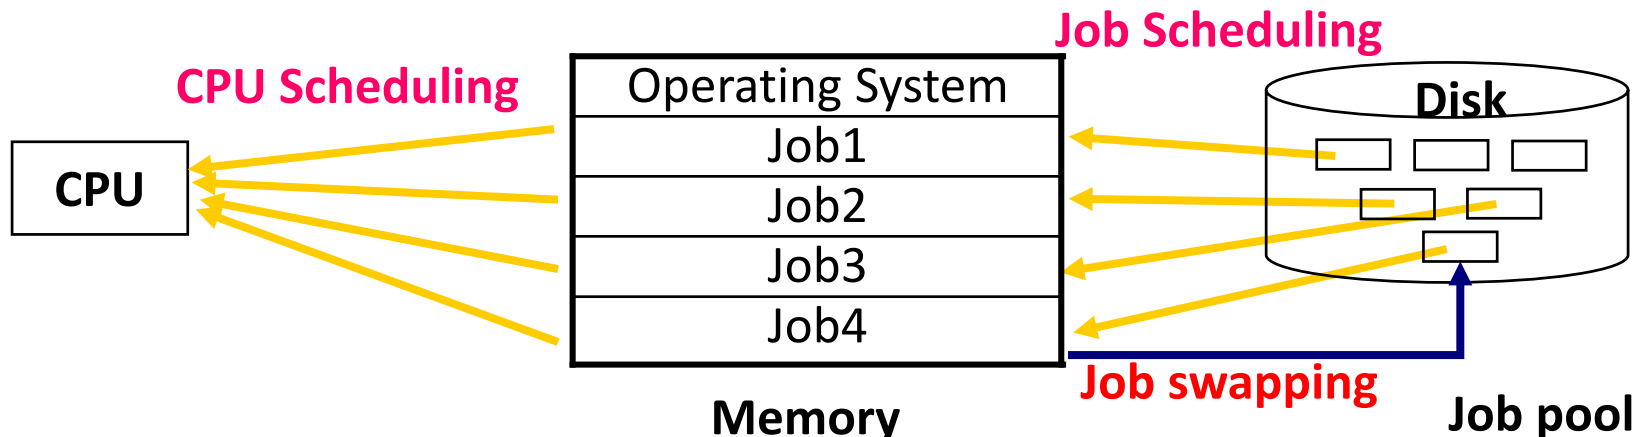 Job Scheduling
CPU Scheduling
Operating System
Disk
Job1
CPU
Job2
Job3
Job4
Job swapping
Memory
Job pool